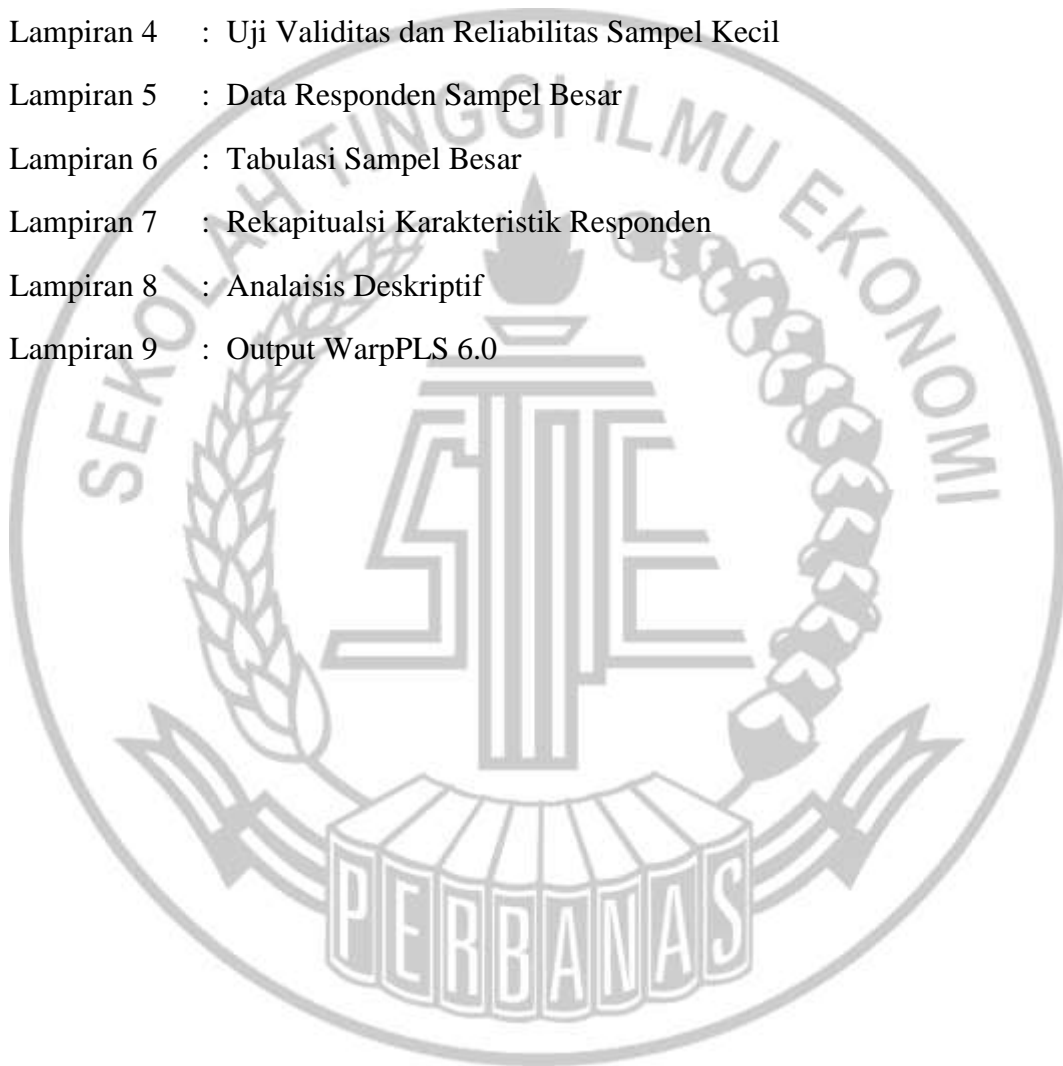 Lampiran 4 : Uji Validitas dan Reliabilitas Sampel Kecil
Lampiran 5 : Data Responden Sampel Besar
Lampiran 6 : Tabulasi Sampel Besar
Lampiran 7 : Rekapitualsi Karakteristik Responden
Lampiran 8 : Analaisis Deskriptif
Lampiran 9 : Output WarpPLS 6.0
SEKOLAH TINGGI ILMU EKONOMI
STIE
PERBANAS